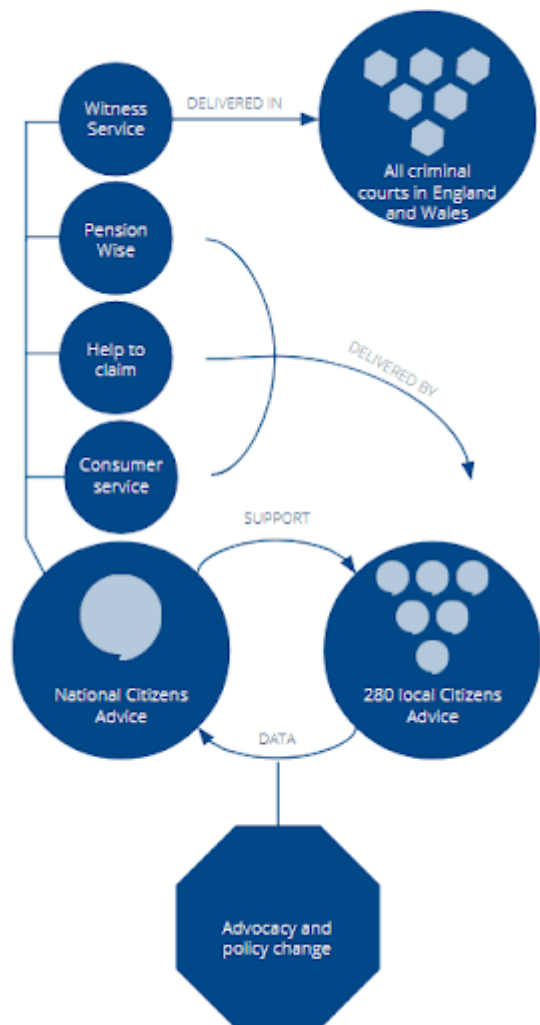 Witness
Service
DELIVERED IN
All criminal
courts in England
and Wales
Pension
Wise
Help to
claim
DELIVERED BY
Consumer
service
SUPPORT
National Citizens
Advice
280 local Citizens
Advice
DATA
Advocacy and
policy change